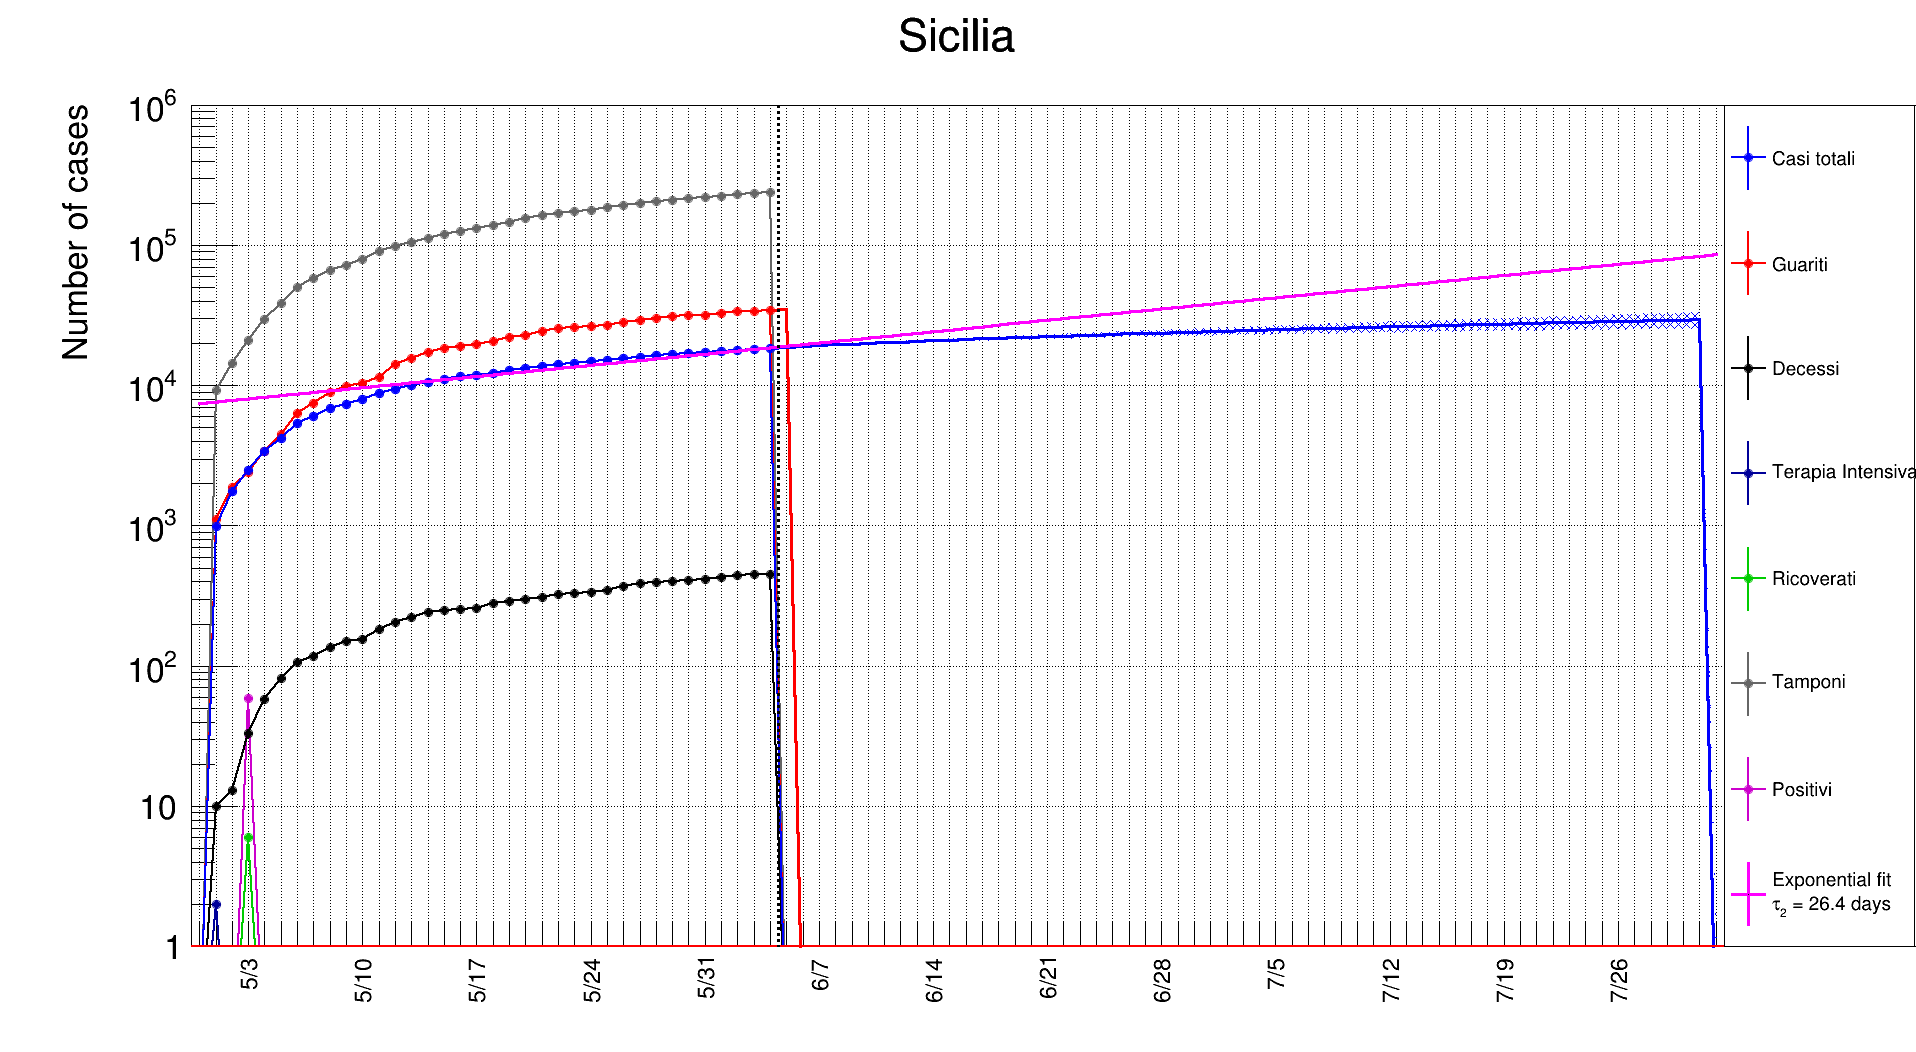 Sicilia
Number of cases
10^6
10^5
10^4
10^3
10^2
10
1
5/3
5/10
5/17
5/24
5/31
6/7
6/14
6/21
6/28
7/5
7/12
7/19
7/26
Casi totali
Guariti
Decessi
Terapia Intensiva
Ricoverati
Tamponi
Positivi
Exponential fit
τ_2 = 26.4 days